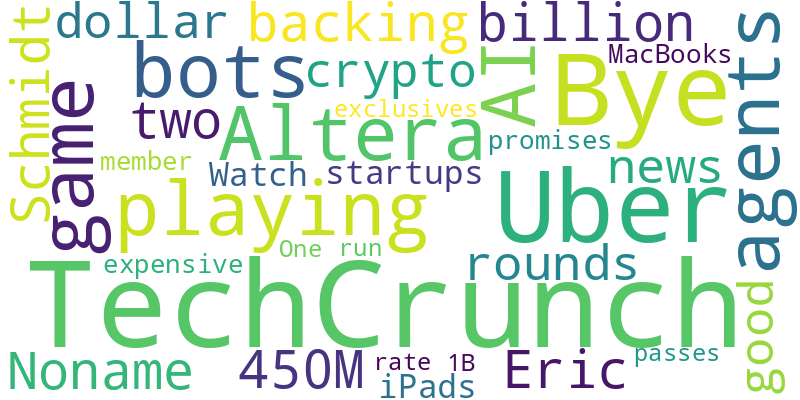 dollar backing billion
Schmidt
bots crypto AI MacBooks
Bye
agents
game
two Altera exclusives
promises
member Watch startups news
playing
Uber
One run
expensive rounds
TechCrunch
good
Noname 450M rate 1B Eric passes
iPads